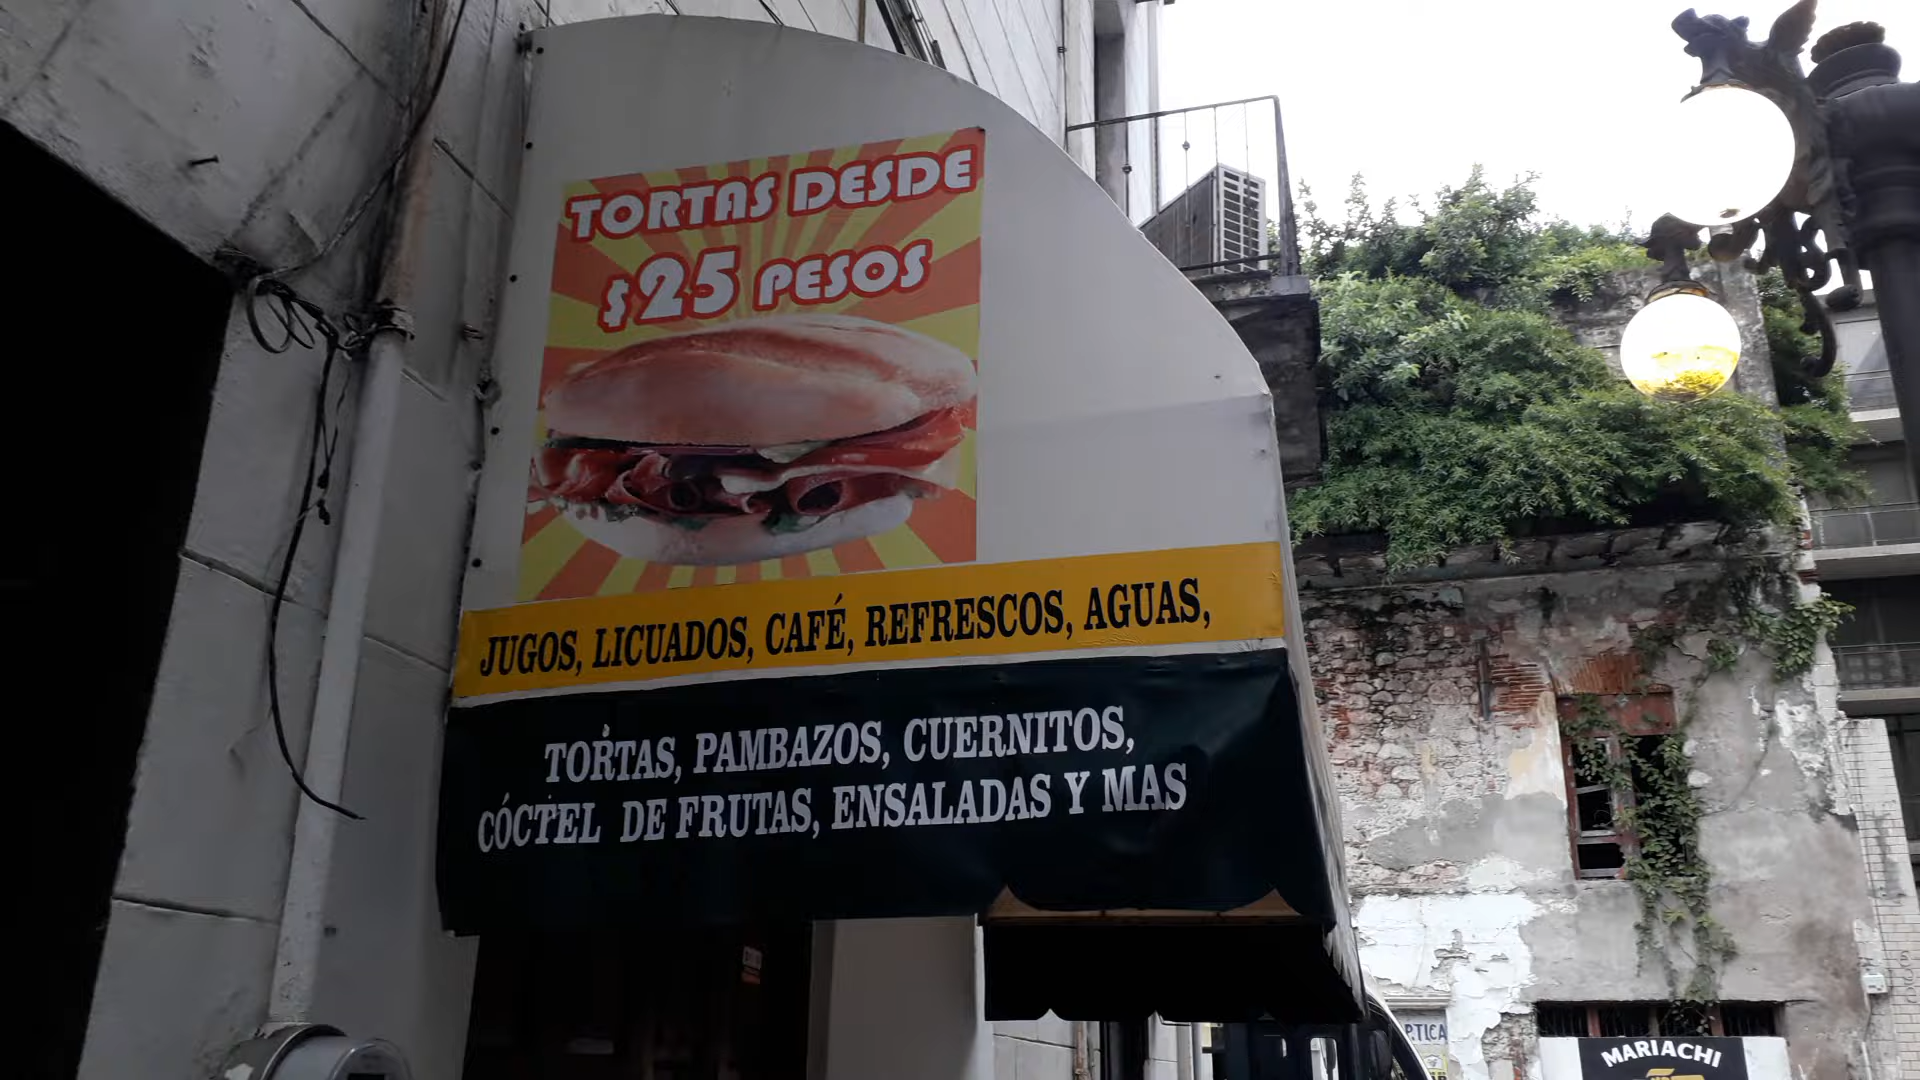 TORTAS DESDE
$25 PESOS
JUGOS, LICUADOS, CAFÉ, REFRESCOS, AGUAS,
TORTAS, PAMBAZOS, CUERNITOS,
CÓCTEL DE FRUTAS, ENSALADAS Y MAS
MARIACHI